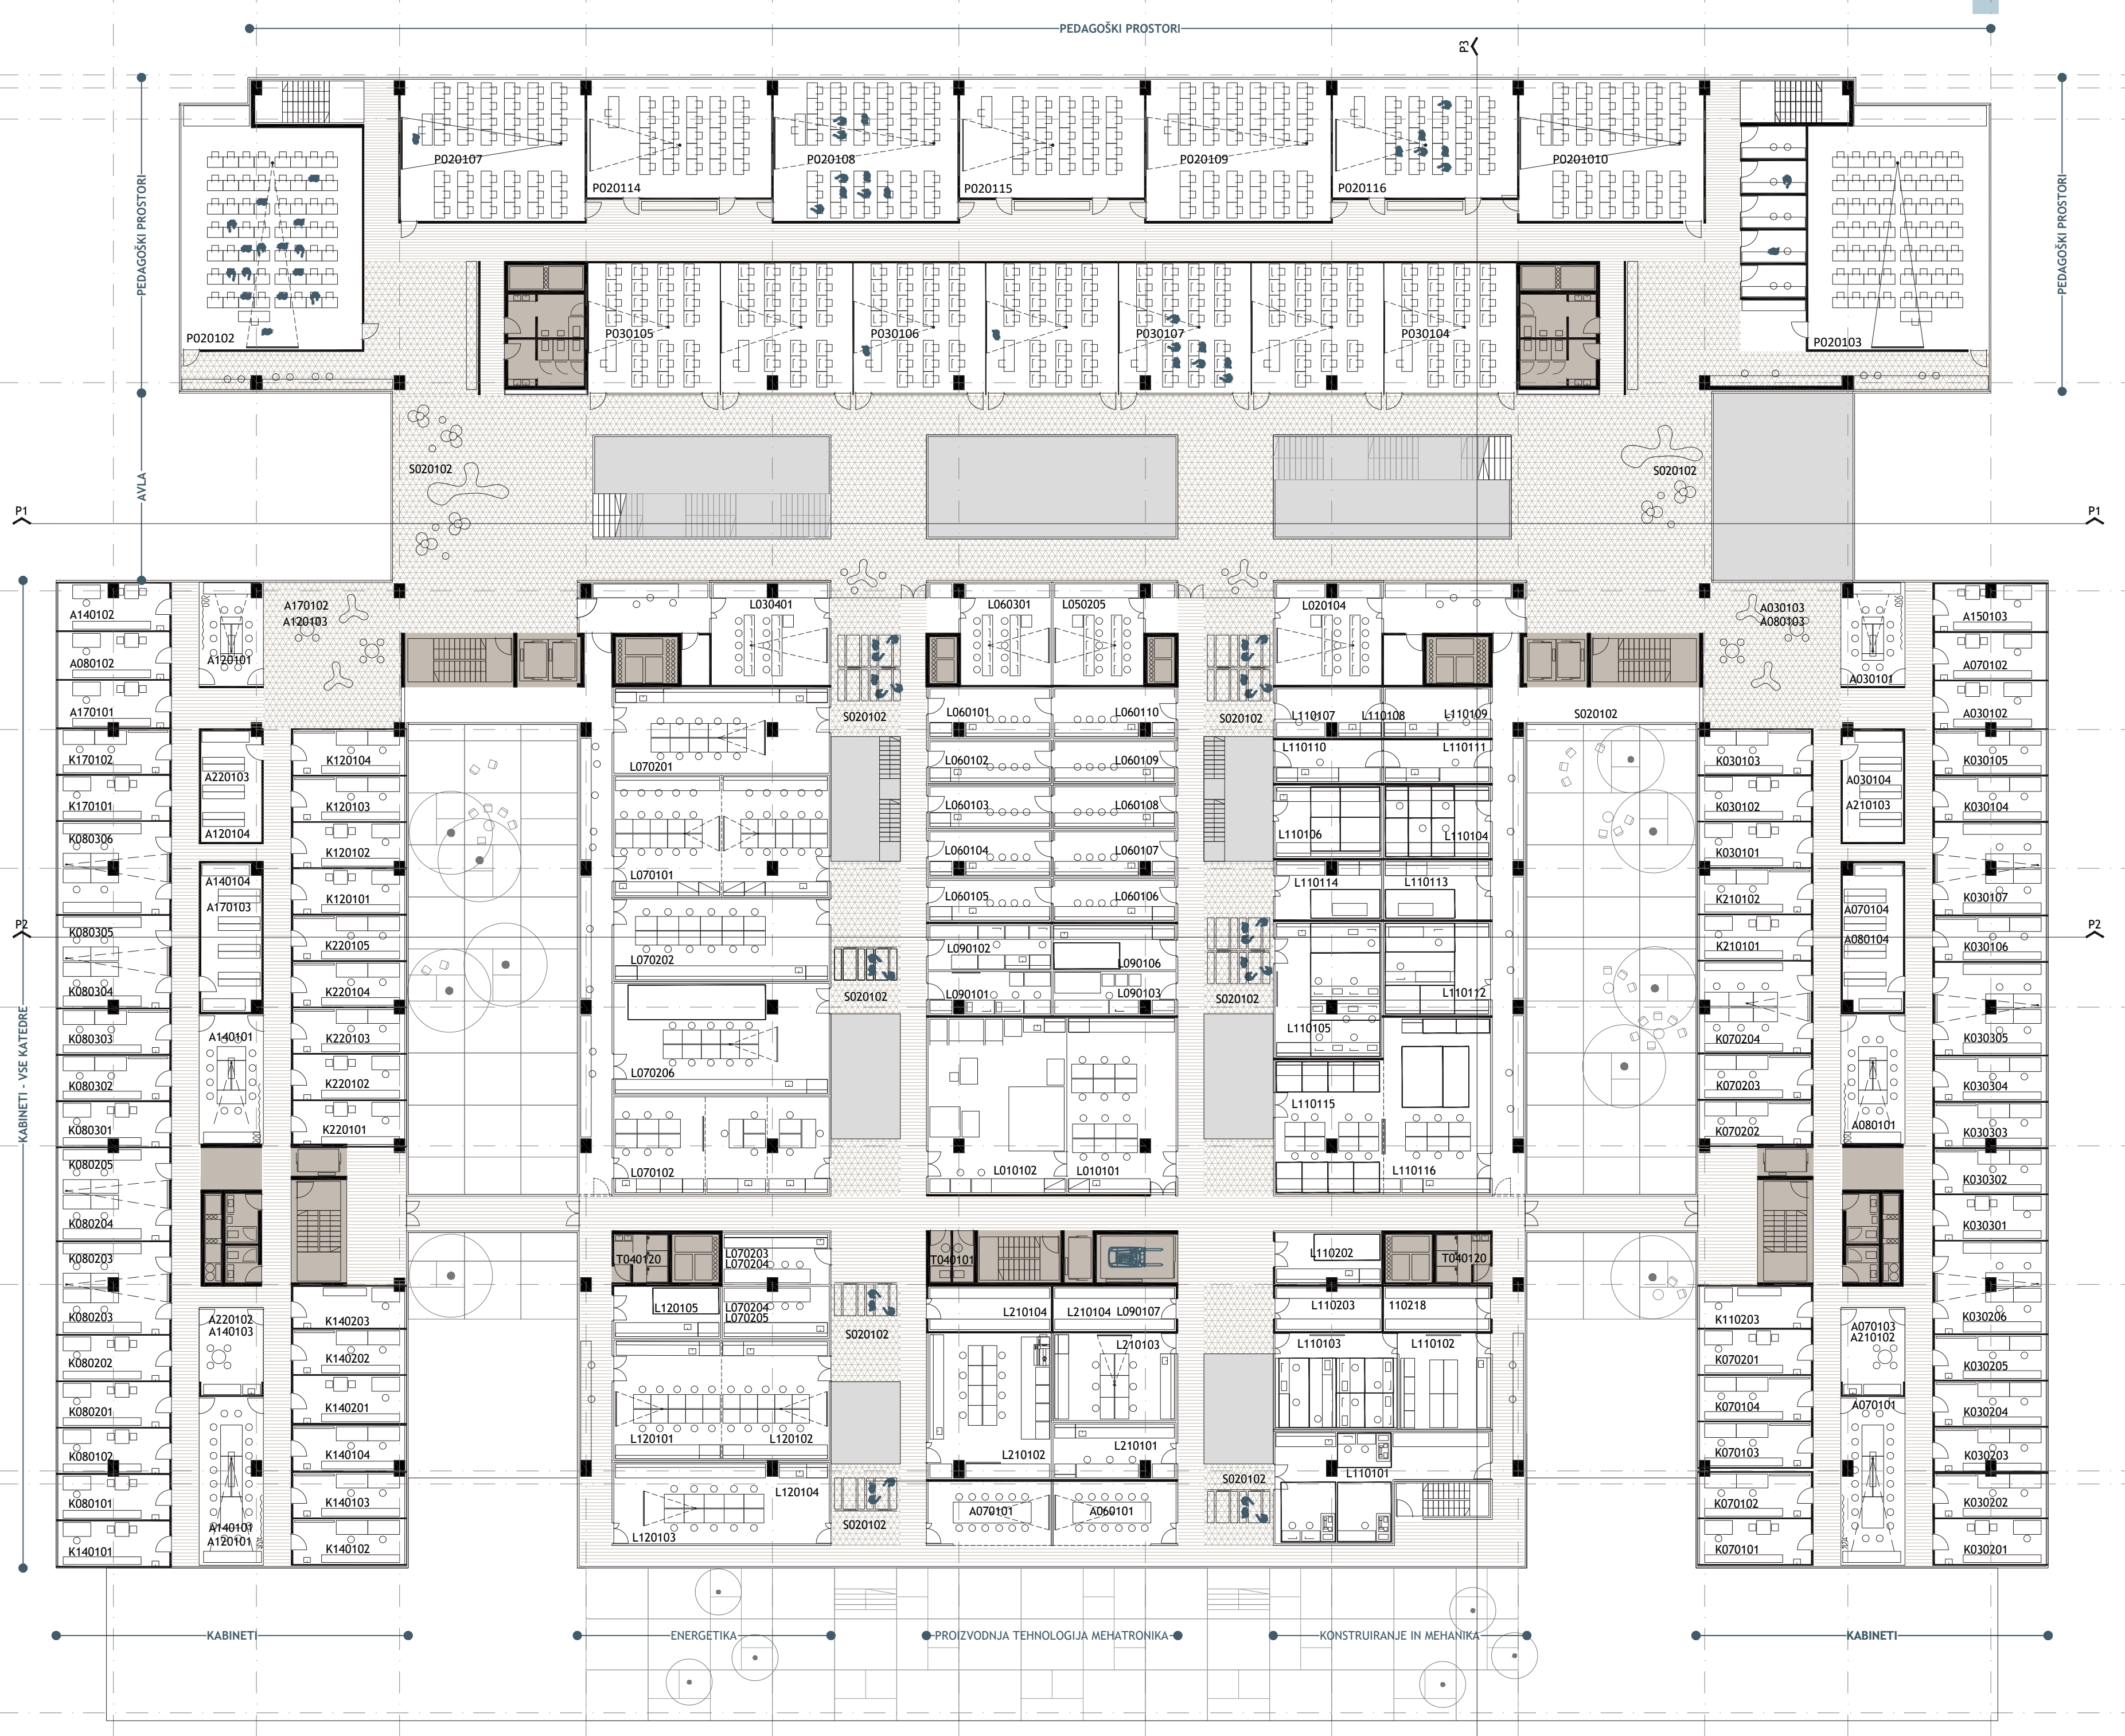 PEDAGOŠKI PROSTORI
P3
P020107
P020114
P020108
P020115
P020109
P020116
P0201010
PEDAGOŠKI PROSTORI
PEDAGOŠKI PROSTORI
P020102
P030105
P030106
P030107
P030104
P020103
AVLA
S020102
S020102
P1
P1
A140102
A170102
A120103
L030401
L060301
L050205
L020104
A030103
A080103
A150103
A080102
A120101
A070102
A030101
A170101
A030102
S020102
S020102
S020102
L060101
L060110
L110107
L110108
L110109
K170102
K120104
L070201
L060102
L060109
L110110
L110111
K030103
K030105
A220103
A030104
K170101
K120103
L060103
L060108
K030102
A210103
K030104
K080306
A120104
L110106
L110104
K120102
L060104
L060107
K030101
L070101
A140104
L110114
L110113
K120101
L060105
L060106
K210102
K030107
A170103
A070104
P2
K080305
K220105
L070202
L090102
L090106
K210101
A080104
K030106
P2
K080304
K220104
S020102
L090101
L090103
S020102
L110112
KABINETI - VSE KATEDRE
K080303
A140101
K220103
L110105
K070204
K030305
K080302
K220102
L070206
K070203
K030304
L110115
K080301
K220101
K070202
A080101
K030303
K080205
L070102
L010102
L010101
L110116
K030302
K080204
K030301
K080203
T040120
L070203
L070204
T040101
L110202
T040120
K080203
A220102
A140103
K140203
L120105
L070204
L070205
L210104
L210104
L090107
L110203
110218
K110203
A070103
A210102
K030206
S020102
K080202
K140202
L210103
L110103
L110102
K070201
K030205
K080201
K140201
K070104
A070101
K030204
K080102
K140104
L120101
L120102
L210102
L210101
K070103
K030203
L110101
S020102
K080101
K140103
L120104
A070101
A060101
K070102
K030202
A140101
A120101
S020102
K140101
K140102
L120103
K070101
K030201
KABINETI
ENERGETIKA
PROIZVODNJA TEHNOLOGIJA MEHATRONIKA
KONSTRUIRANJE IN MEHANIKA
KABINETI